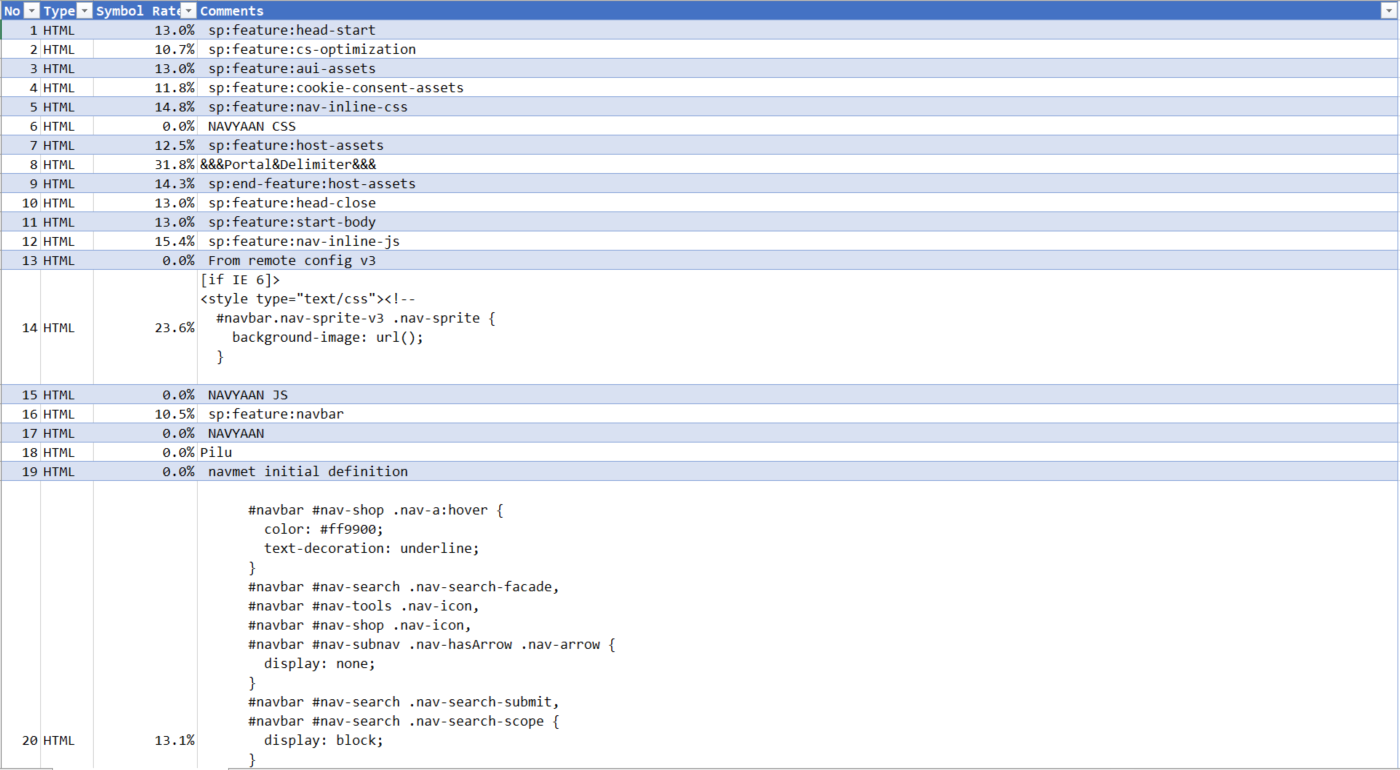 No Type Symbol Rate Comments
1 HTML 13.0% sp:feature:head-start
2 HTML 10.7% sp:feature:cs-optimization
3 HTML 13.0% sp:feature:aui-assets
4 HTML 11.8% sp:feature:cookie-consent-assets
5 HTML 14.8% sp:feature:nav-inline-css
6 HTML 0.0% NAVYAAN CSS
7 HTML 12.5% sp:feature:host-assets
8 HTML 31.8% &&&Portal&Delimiter&&&
9 HTML 14.3% sp:end-feature:host-assets
10 HTML 13.0% sp:feature:head-close
11 HTML 13.0% sp:feature:start-body
12 HTML 15.4% sp:feature:nav-inline-js
13 HTML 0.0% From remote config v3
[if IE 6]>
<style type="text/css"><!--
#navbar.nav-sprite-v3 .nav-sprite {
14 HTML 23.6%
background-image: url();
}
15 HTML 0.0% NAVYAAN JS
16 HTML 10.5% sp:feature:navbar
17 HTML 0.0% NAVYAAN
18 HTML 0.0% Pilu
19 HTML 0.0% navmet initial definition
#navbar #nav-shop .nav-a:hover {
color: #ff9900;
text-decoration: underline;
}
#navbar #nav-search .nav-search-facade,
#navbar #nav-tools .nav-icon,
#navbar #nav-shop .nav-icon,
#navbar #nav-subnav .nav-hasArrow .nav-arrow {
display: none;
}
#navbar #nav-search .nav-search-submit,
#navbar #nav-search .nav-search-scope {
20 HTML 13.1% display: block;
}